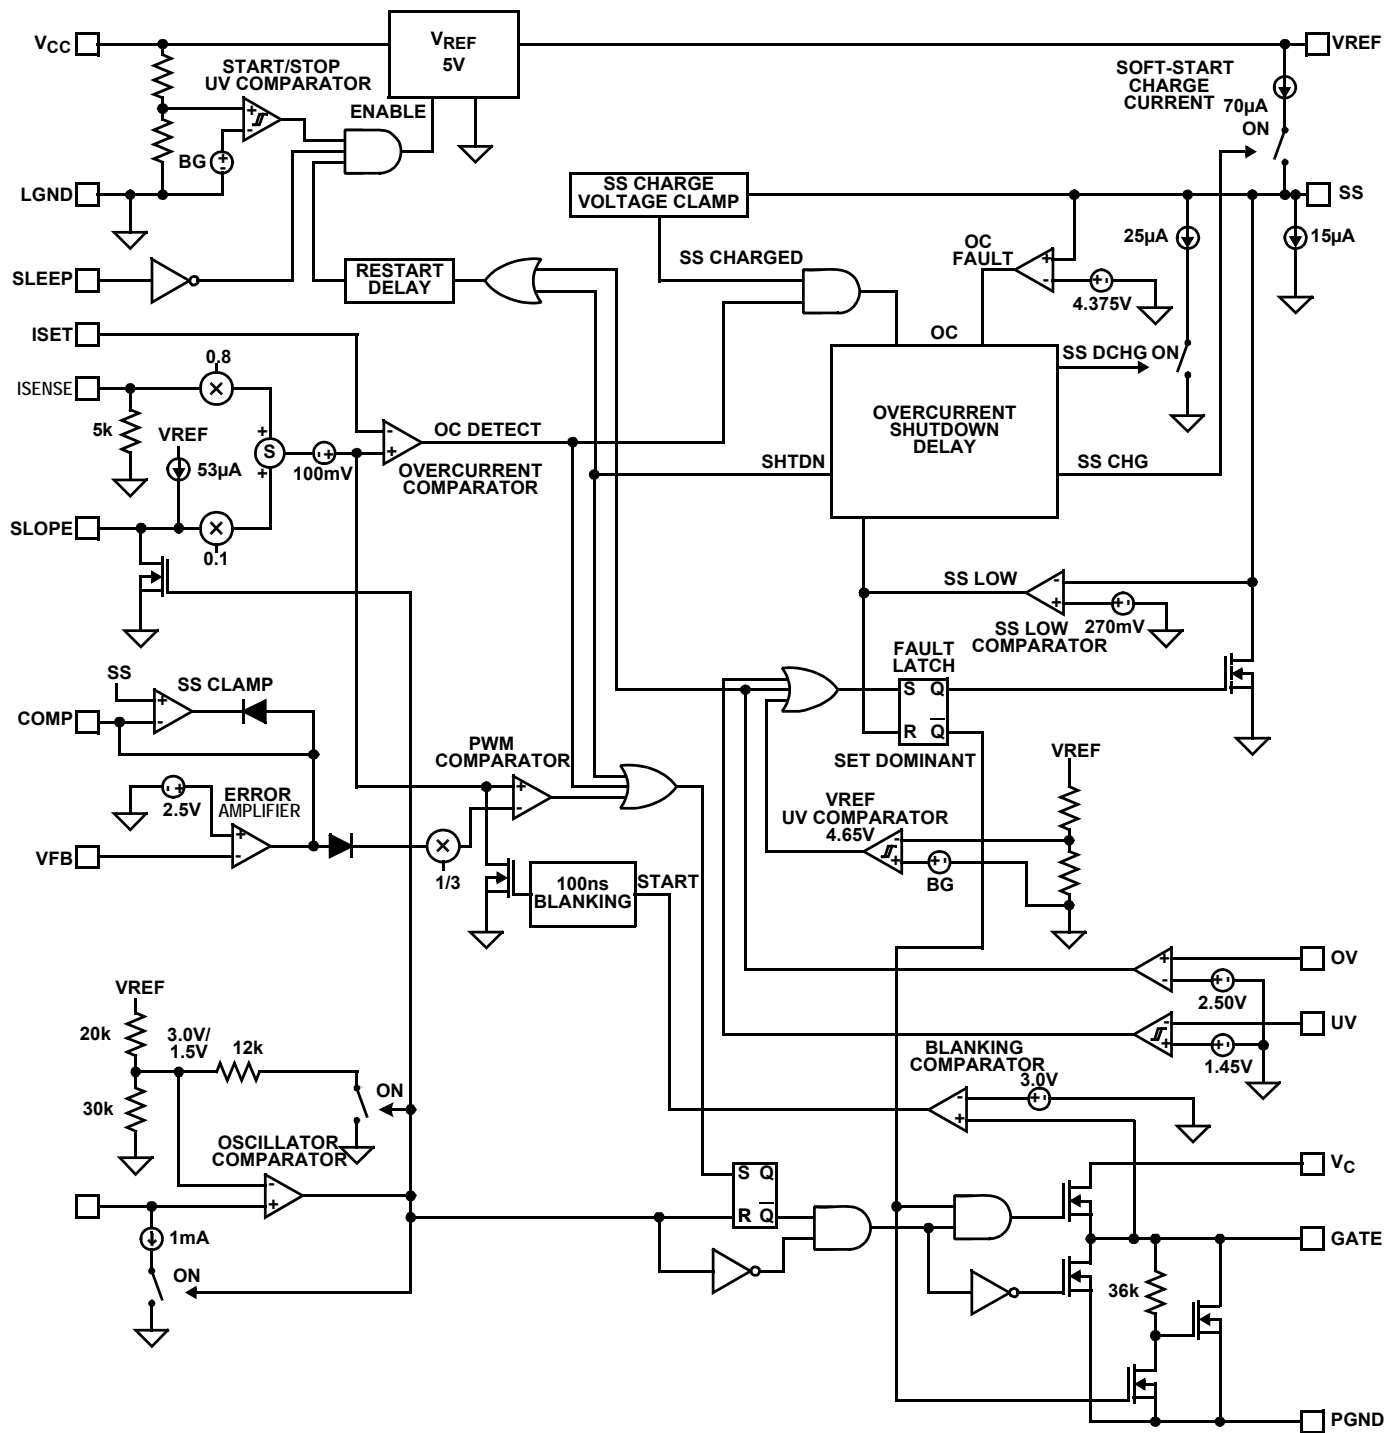 VCC
VREF
5V
VREF
START/STOP
UV COMPARATOR
ENABLE
BG
SOFT-START
CHARGE
CURRENT
70µA
ON
LGND
SS CHARGE
VOLTAGE CLAMP
SS
25µA
15µA
SLEEP
RESTART
DELAY
SS CHARGED
OC
FAULT
4.375V
ISET
OC
SS DCHG ON
0.8
ISENSE
5k
VREF
53µA
S
100mV
OC DETECT
OVERCURRENT
COMPARATOR
OVERCURRENT
SHUTDOWN
DELAY
SHTDN
SS CHG
SLOPE
0.1
SS LOW
SS LOW
COMPARATOR
270mV
FAULT
LATCH
S Q
R Q
SET DOMINANT
SS
SS CLAMP
COMP
PWM
COMPARATOR
VREF
2.5V
ERROR
AMPLIFIER
VREF
UV COMPARATOR
4.65V
BG
VFB
1/3
100ns
BLANKING
START
OV
2.50V
UV
1.45V
VREF
20k
3.0V/
1.5V
12k
ON
30k
BLANKING
COMPARATOR
3.0V
OSCILLATOR
COMPARATOR
VC
S Q
R Q
1mA
ON
GATE
36k
PGND